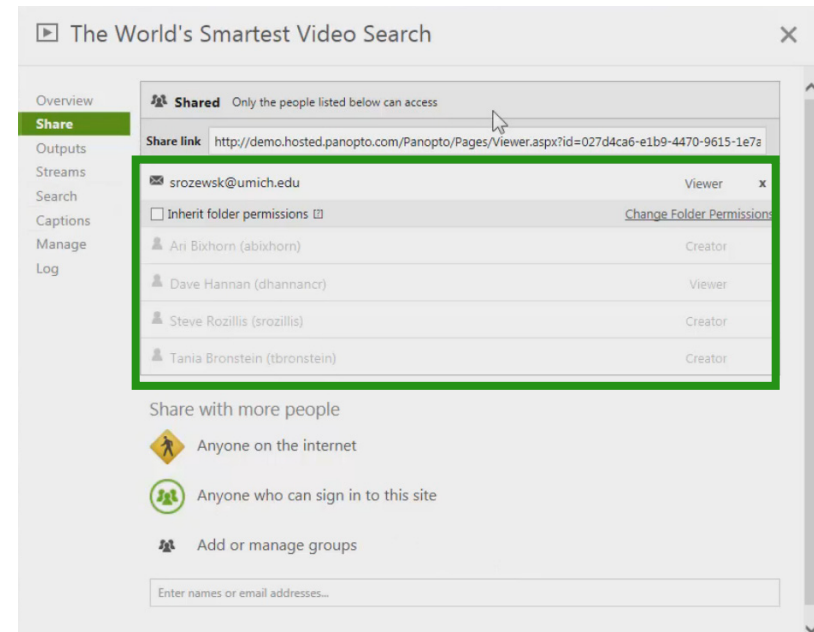 The World's Smartest Video Search
Overview
Share
Outputs
Streams
Search
Captions
Manage
Log
Shared Only the people listed below can access
Share link http://demo.hosted.panopto.com/Panopto/Pages/Viewer.aspx?id=027d4ca6-e1b9-4470-9615-1e7a
srozewsk@umich.edu Viewer x
Inherit folder permissions [?] Change Folder Permissions
Ari Bixhorn (abixhorn) Creator
Dave Hannan (dhannancr) Viewer
Steve Rozillis (srozillis) Creator
Tania Bronstein (tbronstein) Creator
Share with more people
Anyone on the internet
Anyone who can sign in to this site
Add or manage groups
Enter names or email addresses...